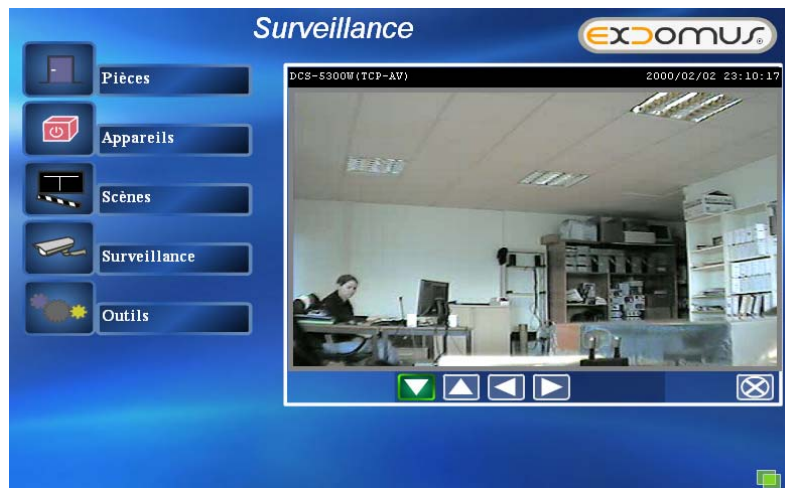 Surveillance
EXDOMUS®
Pièces
Appareils
Scènes
Surveillance
Outils
DCS-5300W(TCP-AV) 2000/02/02 23:10:17